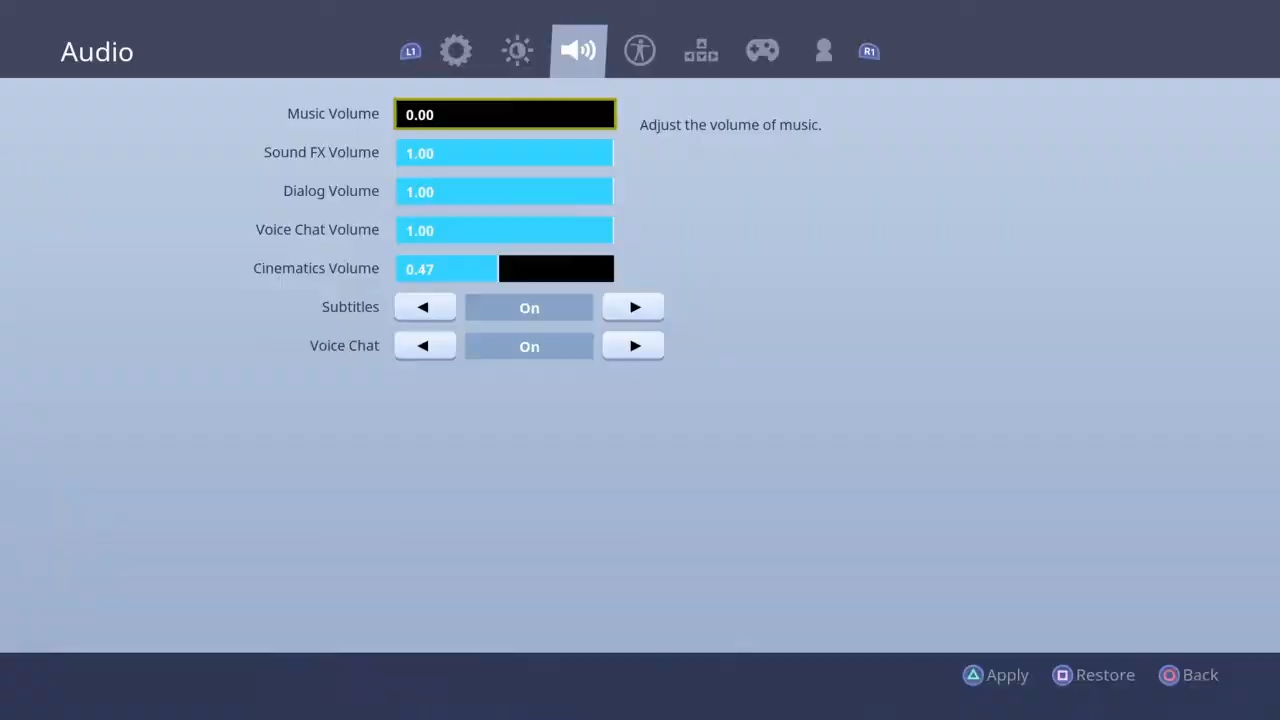 Audio
L1
R1
Music Volume 0.00
Adjust the volume of music.
Sound FX Volume 1.00
Dialog Volume 1.00
Voice Chat Volume 1.00
Cinematics Volume 0.47
Subtitles On
Voice Chat On
Apply Restore Back